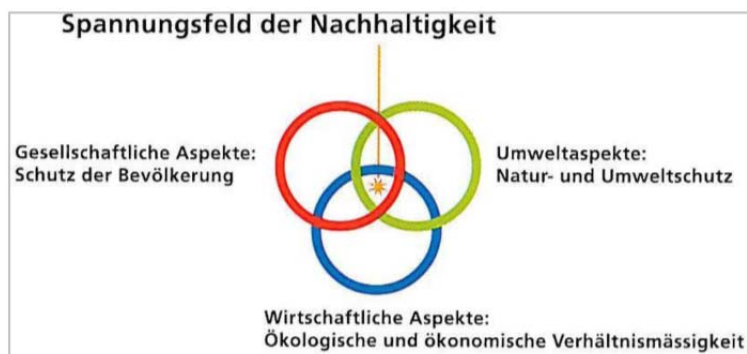 Spannungsfeld der Nachhaltigkeit
Gesellschaftliche Aspekte:
Schutz der Bevölkerung
Umweltaspekte:
Natur- und Umweltschutz
Wirtschaftliche Aspekte:
Ökologische und ökonomische Verhältnismässigkeit